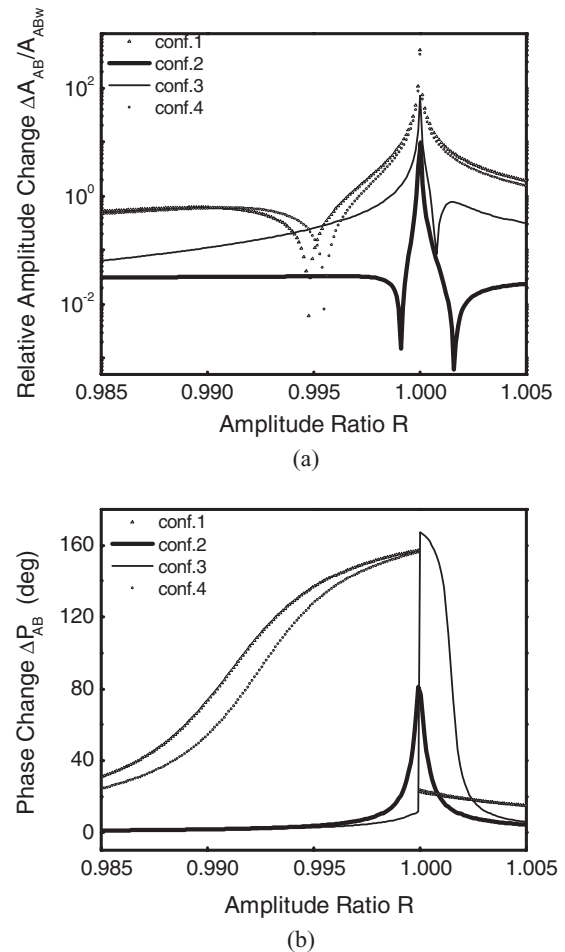 conf.1
conf.2
conf.3
conf.4
Relative Amplitude Change ΔA_AB/A_ABw
10^2
10^0
10^-2
0.985 0.990 0.995 1.000 1.005
Amplitude Ratio R
(a)
conf.1
conf.2
conf.3
conf.4
Phase Change ΔP_AB (deg)
160
120
80
40
0
0.985 0.990 0.995 1.000 1.005
Amplitude Ratio R
(b)